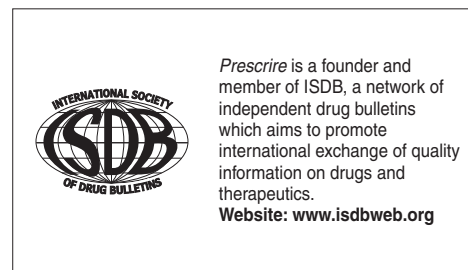 INTERNATIONAL SOCIETY
ISDB
OF DRUG BULLETINS
Prescrire is a founder and
member of ISDB, a network of
independent drug bulletins
which aims to promote
international exchange of quality
information on drugs and
therapeutics.
Website: www.isdbweb.org